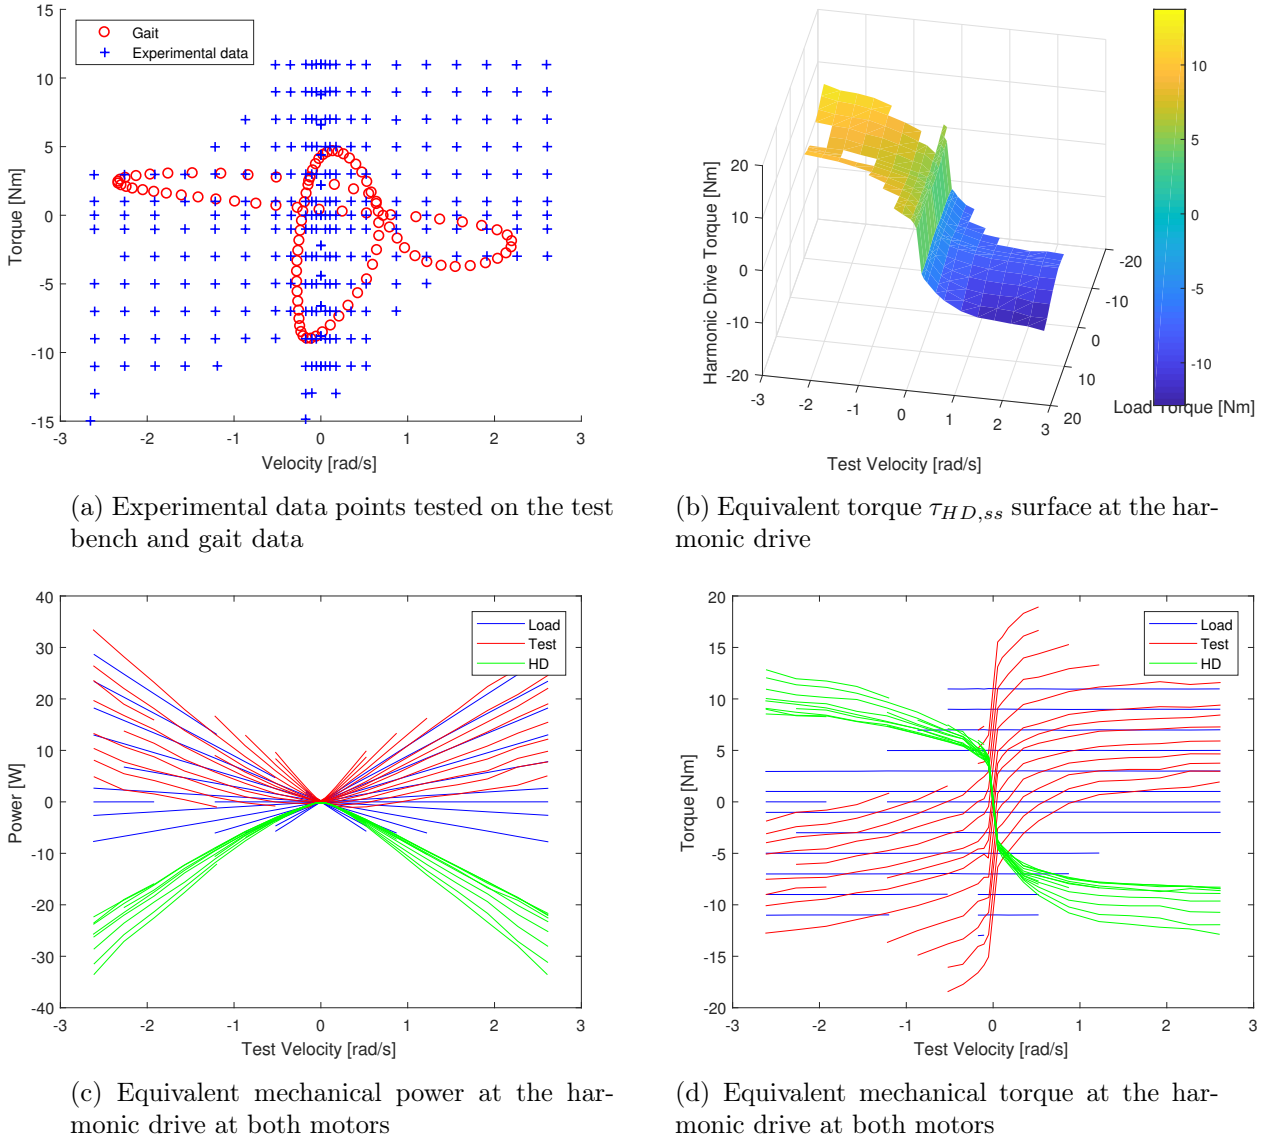 15
10
5
0
-5
-10
-15
-3
-2
-1
0
1
2
3
Torque [Nm]
Velocity [rad/s]
Gait
Experimental data
20
10
0
-10
-20
-3
-2
-1
0
1
2
3
-20
-10
0
10
20
Harmonic Drive Torque [Nm]
Test Velocity [rad/s]
Load Torque [Nm]
10
5
0
-5
-10
(a) Experimental data points tested on the test
bench and gait data
(b) Equivalent torque τHD,ss surface at the har-
monic drive
40
30
20
10
0
-10
-20
-30
-40
-3
-2
-1
0
1
2
3
Power [W]
Test Velocity [rad/s]
Load
Test
HD
20
15
10
5
0
-5
-10
-15
-20
-3
-2
-1
0
1
2
3
Torque [Nm]
Test Velocity [rad/s]
Load
Test
HD
(c) Equivalent mechanical power at the har-
monic drive at both motors
(d) Equivalent mechanical torque at the har-
monic drive at both motors